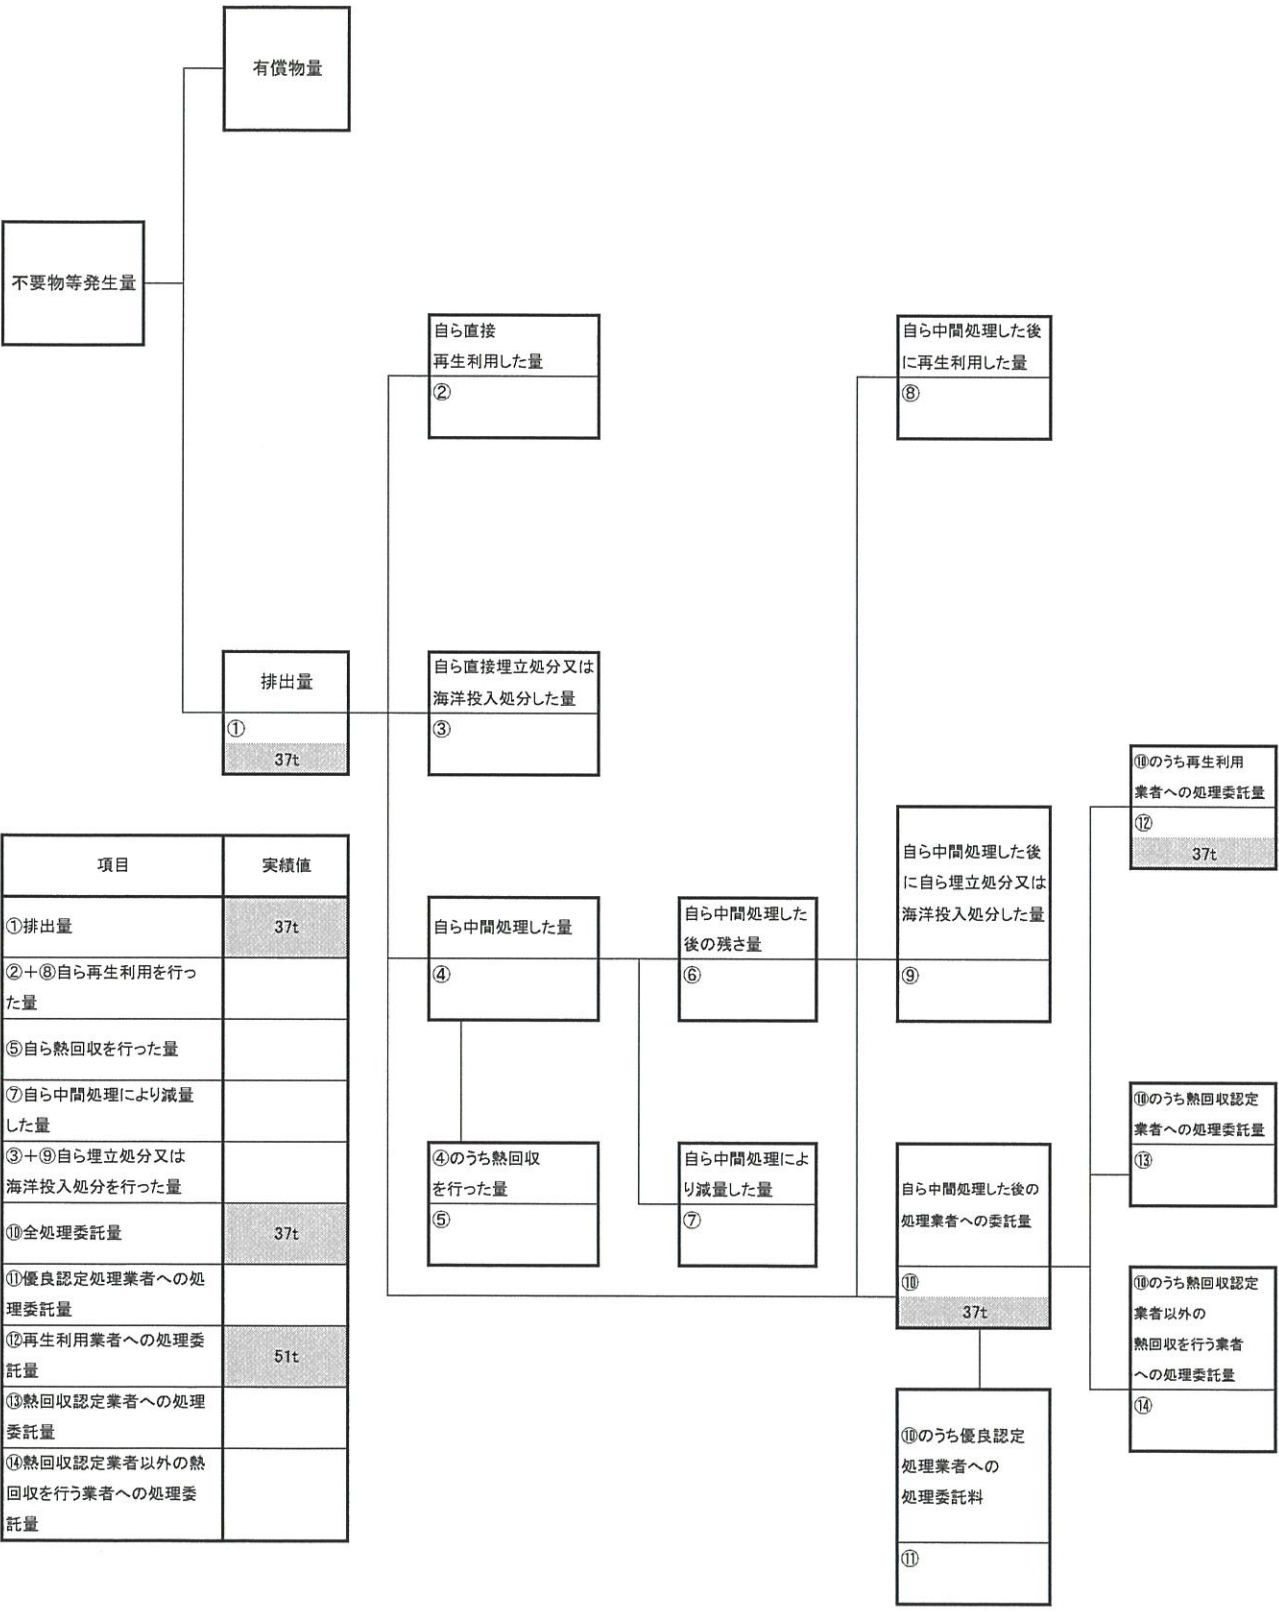 有償物量
不要物等発生量
自ら直接
再生利用した量
②
自ら中間処理した後
に再生利用した量
⑧
排出量
①
37t
自ら直接埋立処分又は
海洋投入処分した量
③
⑩のうち再生利用
業者への処理委託量
⑫
37t
自ら中間処理した量
④
自ら中間処理した
後の残さ量
⑥
自ら中間処理した後
に自ら埋立処分又は
海洋投入処分した量
⑨
④のうち熱回収
を行った量
⑤
自ら中間処理によ
り減量した量
⑦
自ら中間処理した後の
処理業者への委託量
⑩
37t
⑩のうち熱回収認定
業者への処理委託量
⑬
⑩のうち熱回収認定
業者以外の
熱回収を行う業者
への処理委託量
⑭
⑩のうち優良認定
処理業者への
処理委託料
⑪
項目 実績値
①排出量 37t
②+⑧自ら再生利用を行っ
た量
⑤自ら熱回収を行った量
⑦自ら中間処理により減量
した量
③+⑨自ら埋立処分又は
海洋投入処分を行った量
⑩全処理委託量 37t
⑪優良認定処理業者への処
理委託量
⑫再生利用業者への処理委
託量
51t
⑬熱回収認定業者への処理
委託量
⑭熱回収認定業者以外の熱
回収を行う業者への処理委
託量